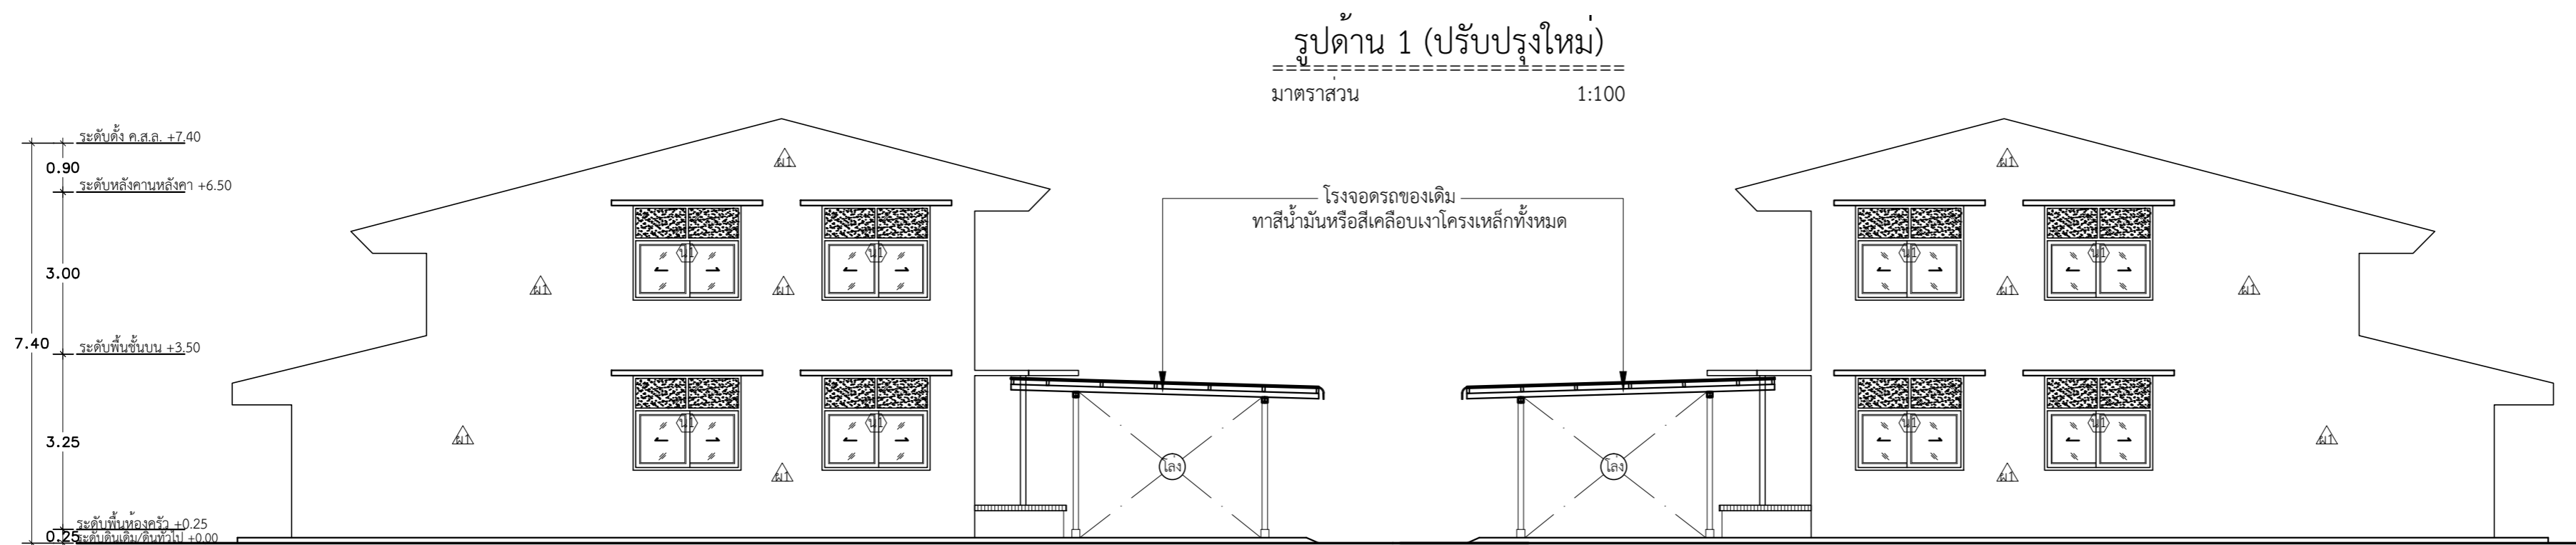 รูปด้าน 1 (ปรับปรุงใหม่)
==========================
มาตราส่วน 1:100
ระดับดั้ง ค.ส.ล. +7.40
0.90
ระดับหลังคานหลังคา +6.50
ผ1
ผ1
โรงจอดรถของเดิม
ทาสีน้ำมันหรือสีเคลือบเงาโครงเหล็กทั้งหมด
น1
น1
น1
น1
3.00
ผ1
ผ1
ผ1
ผ1
7.40
ระดับพื้นชั้นบน +3.50
น1
น1
น1
น1
3.25
ผ1
ผ1
ผ1
ผ1
โล่ง
โล่ง
ระดับพื้นห้องครัว +0.25
0.25
ระดับดินเดิม/ดินทั่วไป +0.00